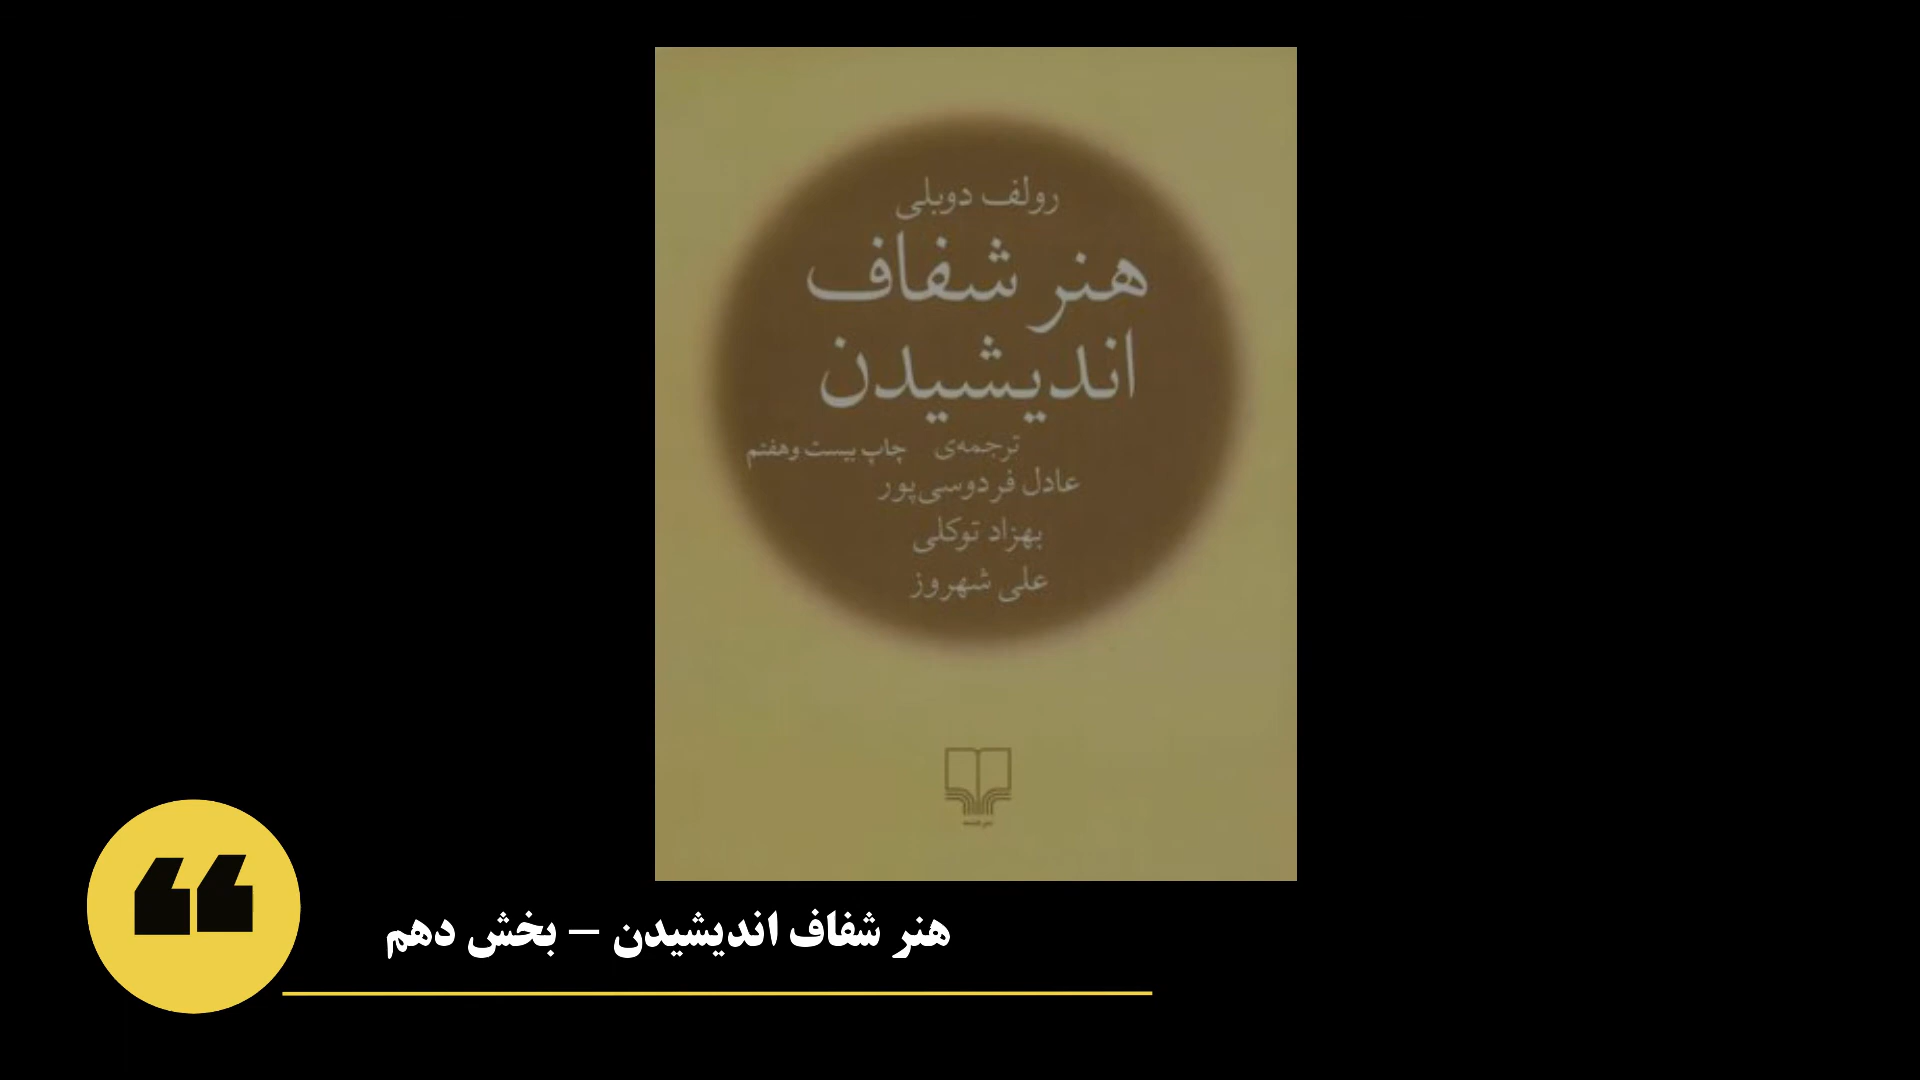 رولف دوبلی
هنر شفاف
اندیشیدن
ترجمه‌ی چاپ بیست و هفتم
عادل فردوسی‌پور
بهزاد توکلی
علی شهروز
هنر شفاف اندیشیدن – بخش دهم